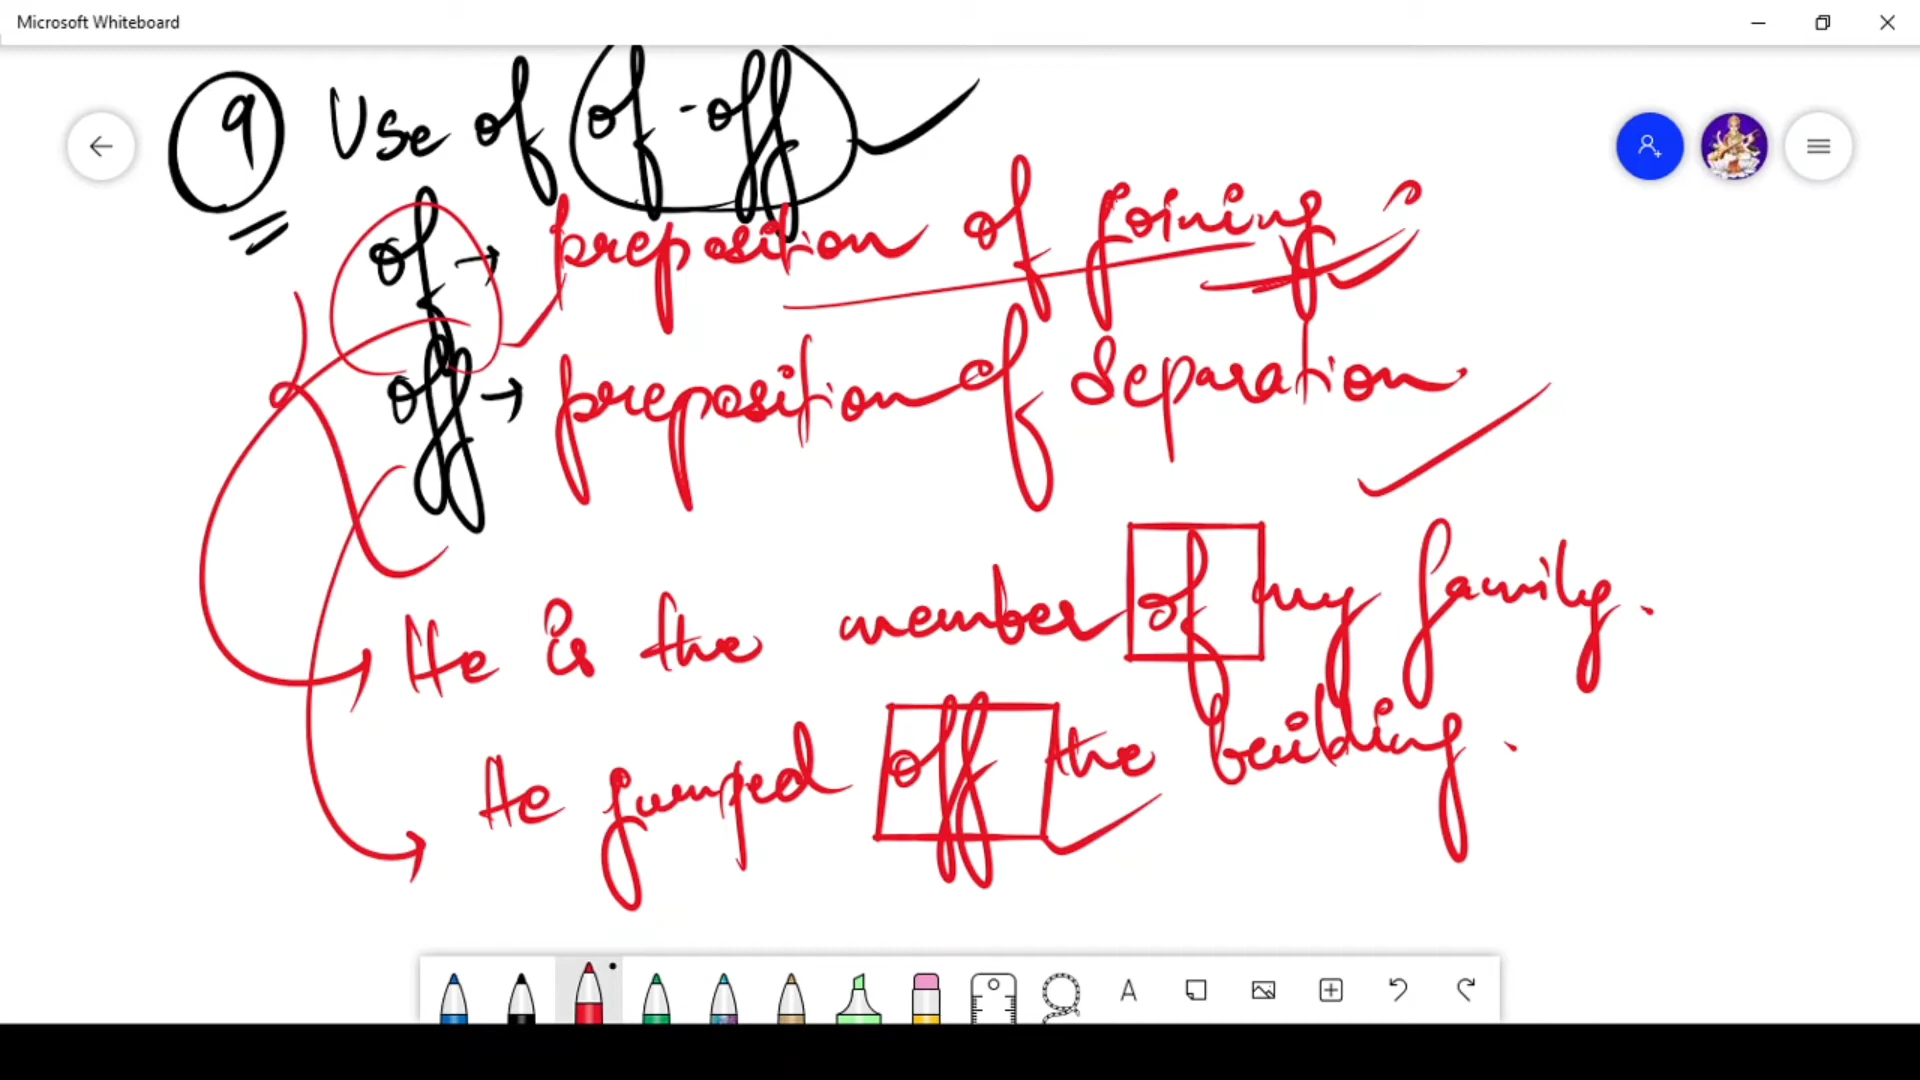 Microsoft Whiteboard
9 Use of of - off
of → preposition of joining
off → preposition of separation
He is the member of my family.
He jumped off the building.